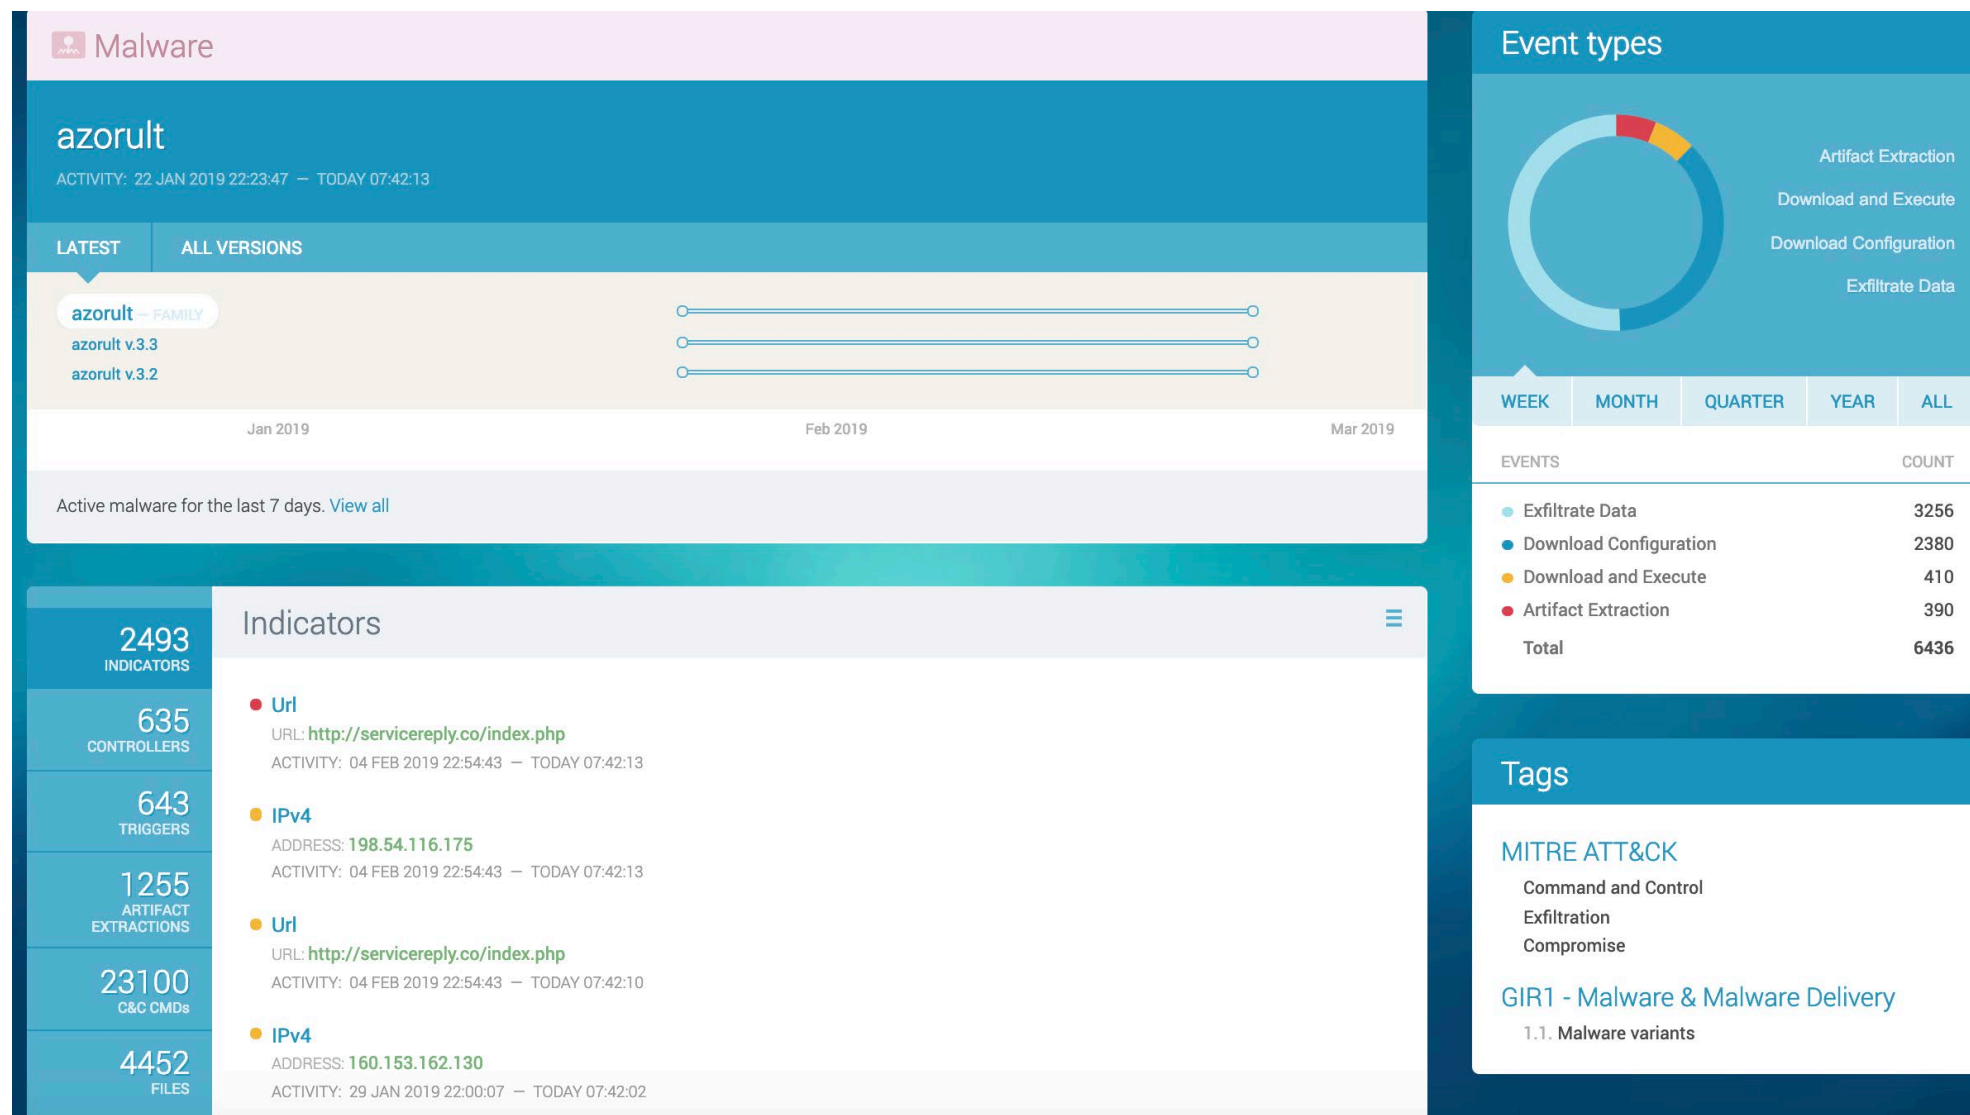 Malware
azorult
ACTIVITY: 22 JAN 2019 22:23:47 — TODAY 07:42:13
LATEST ALL VERSIONS
azorult — FAMILY
azorult v.3.3
azorult v.3.2
Jan 2019 Feb 2019 Mar 2019
Active malware for the last 7 days. View all
2493
INDICATORS
635
CONTROLLERS
643
TRIGGERS
1255
ARTIFACT
EXTRACTIONS
23100
C&C CMDs
4452
FILES
Indicators
Url
URL: http://servicereply.co/index.php
ACTIVITY: 04 FEB 2019 22:54:43 — TODAY 07:42:13
IPv4
ADDRESS: 198.54.116.175
ACTIVITY: 04 FEB 2019 22:54:43 — TODAY 07:42:13
Url
URL: http://servicereply.co/index.php
ACTIVITY: 04 FEB 2019 22:54:43 — TODAY 07:42:10
IPv4
ADDRESS: 160.153.162.130
ACTIVITY: 29 JAN 2019 22:00:07 — TODAY 07:42:02
Event types
Artifact Extraction
Download and Execute
Download Configuration
Exfiltrate Data
WEEK MONTH QUARTER YEAR ALL
EVENTS COUNT
Exfiltrate Data 3256
Download Configuration 2380
Download and Execute 410
Artifact Extraction 390
Total 6436
Tags
MITRE ATT&CK
Command and Control
Exfiltration
Compromise
GIR1 - Malware & Malware Delivery
1.1. Malware variants